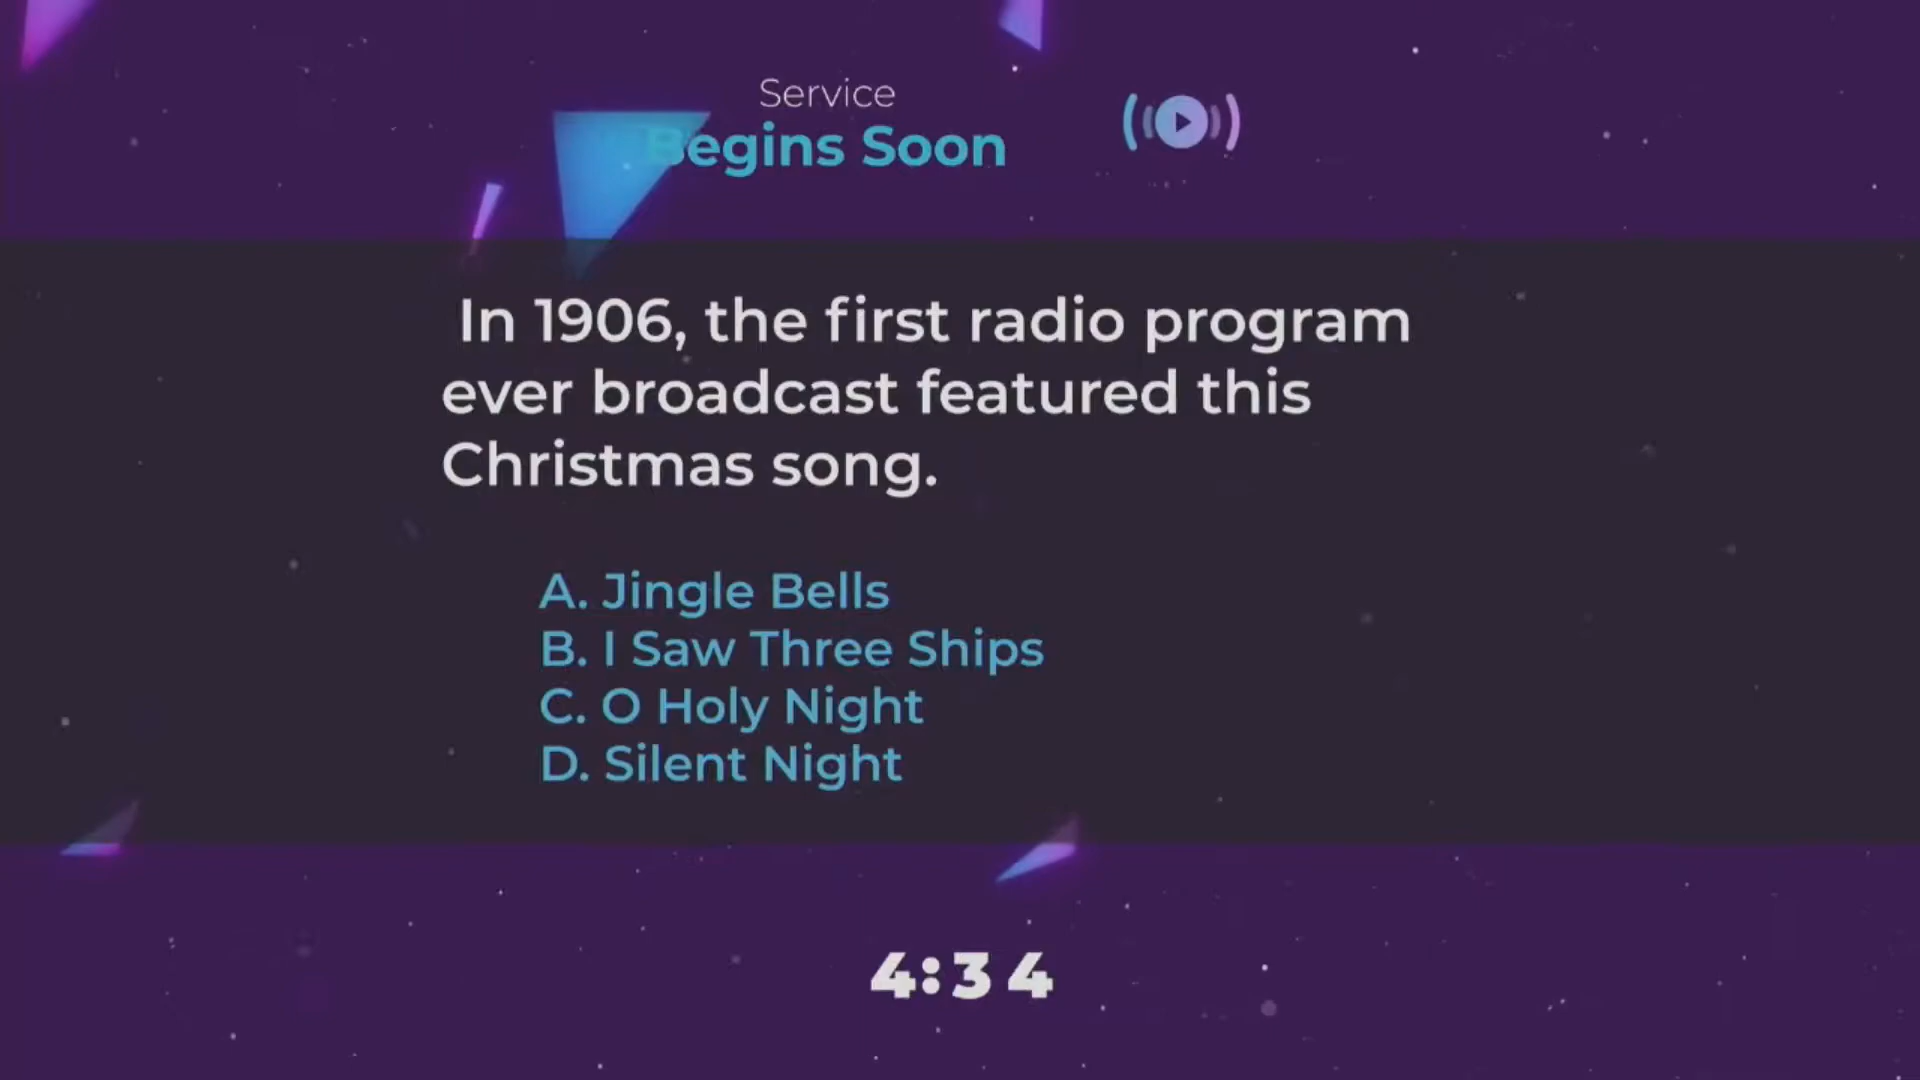 Service
Begins Soon
In 1906, the first radio program
ever broadcast featured this
Christmas song.
A. Jingle Bells
B. I Saw Three Ships
C. O Holy Night
D. Silent Night
4:34